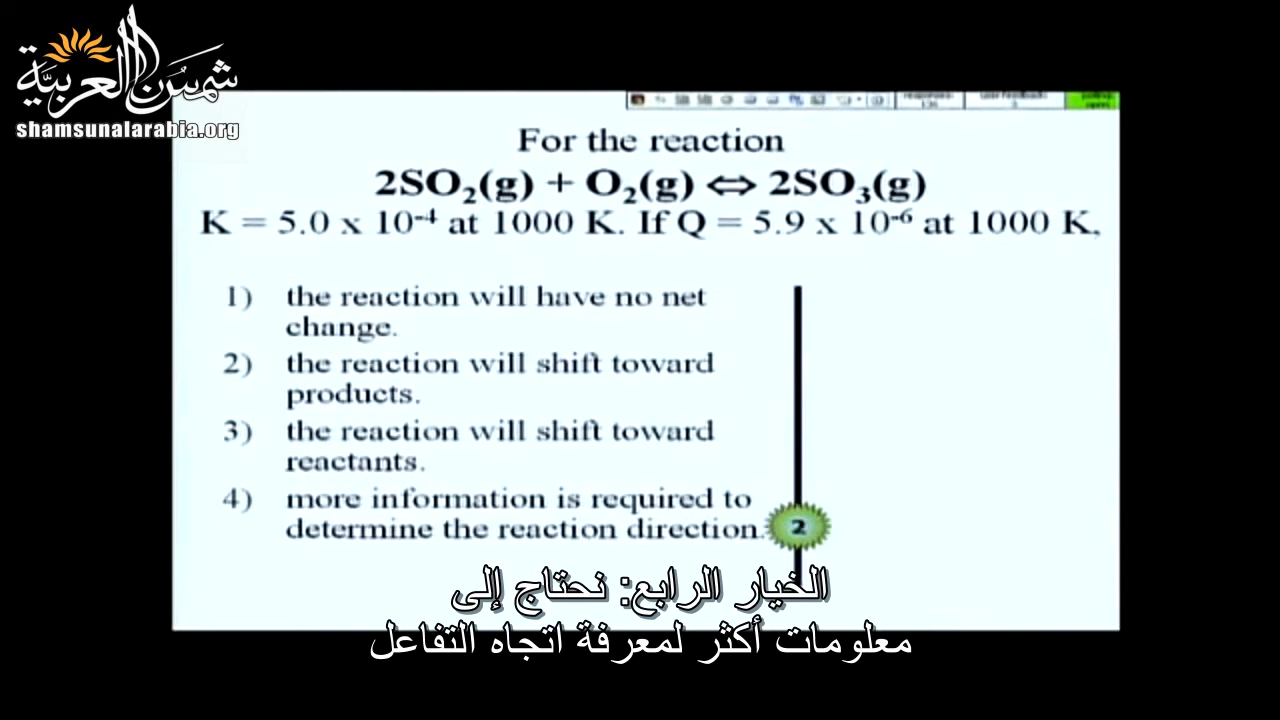 شمس العربية
shamsunalarabia.org
For the reaction
2SO₂(g) + O₂(g) ⇔ 2SO₃(g)
K = 5.0 x 10⁻⁴ at 1000 K. If Q = 5.9 x 10⁻⁶ at 1000 K,
1) the reaction will have no net
change.
2) the reaction will shift toward
products.
3) the reaction will shift toward
reactants.
4) more information is required to
determine the reaction direction.
2
الخيار الرابع: نحتاج إلى
معلومات أكثر لمعرفة اتجاه التفاعل